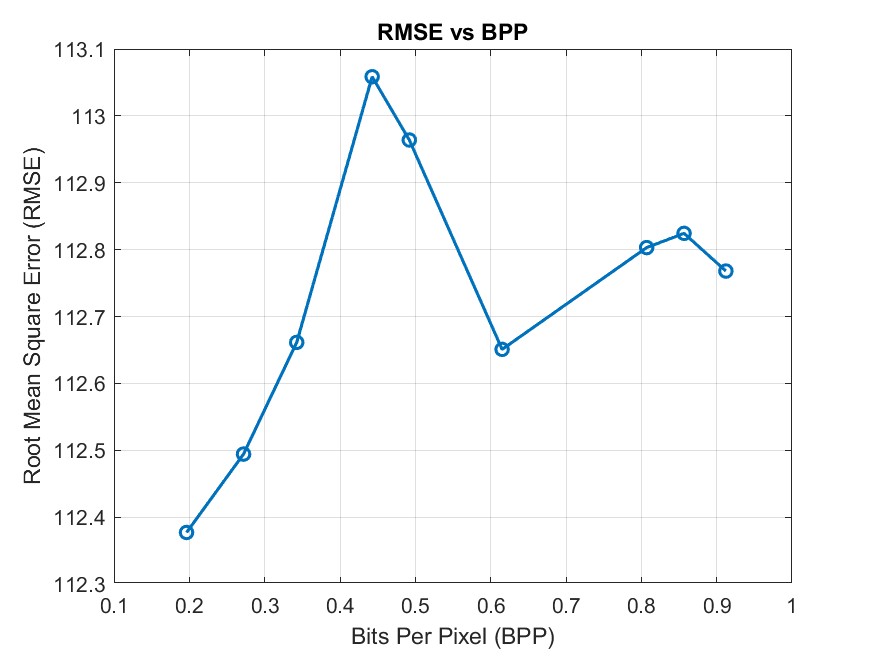 RMSE vs BPP
113.1
113
112.9
112.8
112.7
112.6
112.5
112.4
112.3
Root Mean Square Error (RMSE)
0.1 0.2 0.3 0.4 0.5 0.6 0.7 0.8 0.9 1
Bits Per Pixel (BPP)